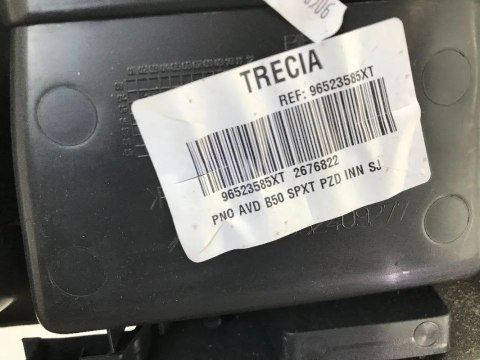 TRECIA
REF: 96523585XT
96523585XT 2676822
PNO AVD B50 SPXT PZD INN SJ